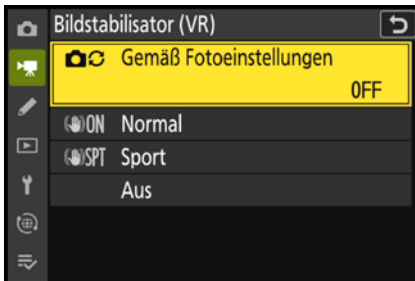 Bildstabilisator (VR)
Gemäß Fotoeinstellungen
OFF
ON Normal
SPT Sport
Aus